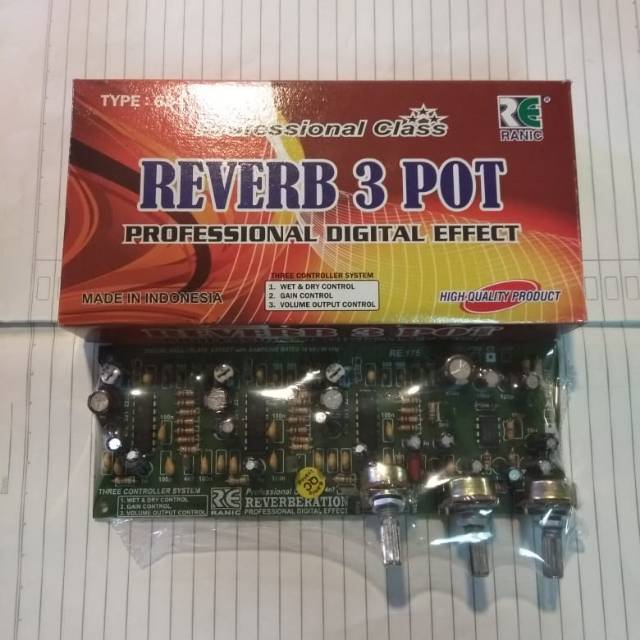 TYPE : 
Professional Class
RE
RANIC
REVERB 3 POT
PROFESSIONAL DIGITAL EFFECT
THREE CONTROLLER SYSTEM
1. WET & DRY CONTROL
2. GAIN CONTROL
3. VOLUME OUTPUT CONTROL
MADE IN INDONESIA
HIGH QUALITY PRODUCT
REVERB 3 POT
RE 175
100n
THREE CONTROLLER SYSTEM
1. WET & DRY CONTROL
2. GAIN CONTROL
3. VOLUME OUTPUT CONTROL
RE
RANIC
Professional
REVERBERATION
PROFESSIONAL DIGITAL EFFECT